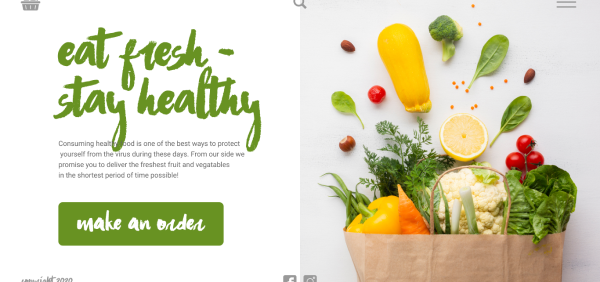 eat fresh -
stay healthy
Consuming healthy food is one of the best ways to protect
yourself from the virus during these days. From our side we
promise you to deliver the freshest fruit and vegatables
in the shortest period of time possible!
make an order
copyright 2020